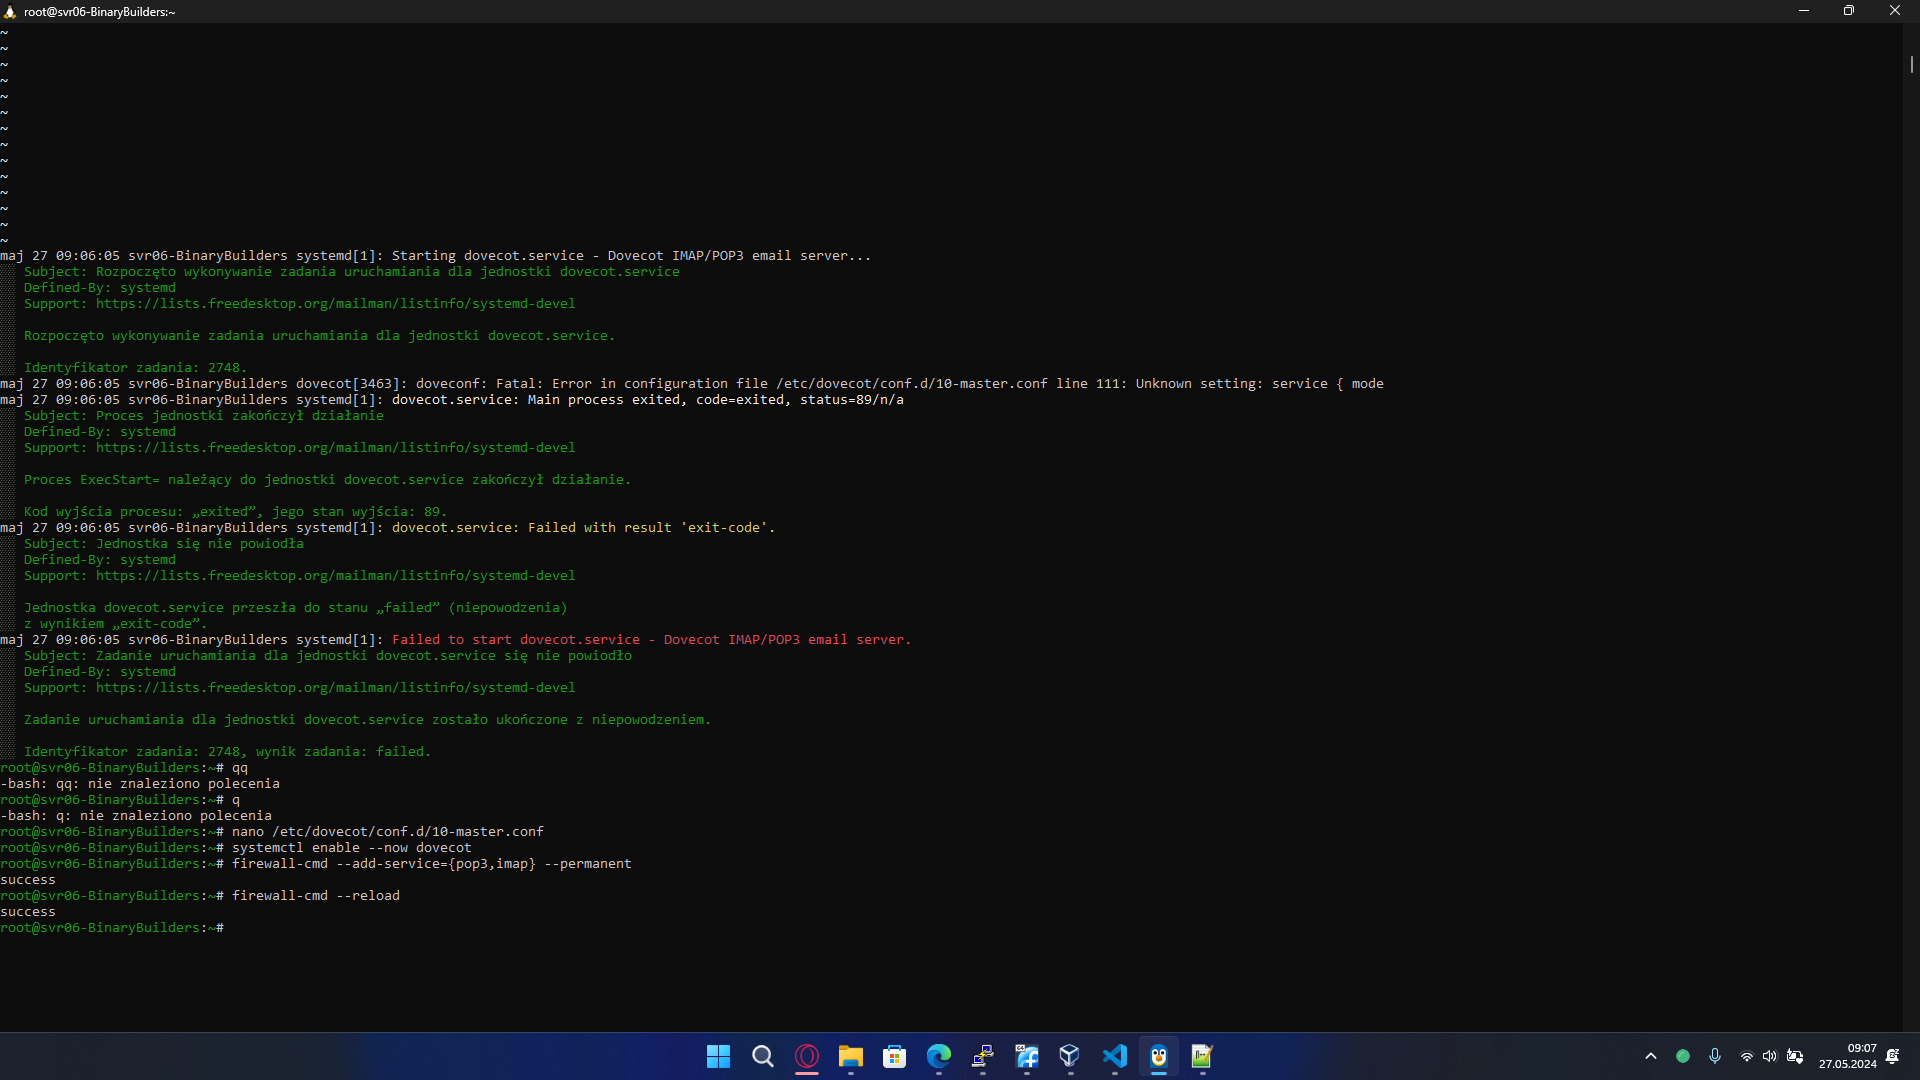 root@svr06-BinaryBuilders:~
~
~
~
~
~
~
~
~
~
~
~
~
~
~
maj 27 09:06:05 svr06-BinaryBuilders systemd[1]: Starting dovecot.service - Dovecot IMAP/POP3 email server...
Subject: Rozpoczęto wykonywanie zadania uruchamiania dla jednostki dovecot.service
Defined-By: systemd
Support: https://lists.freedesktop.org/mailman/listinfo/systemd-devel
Rozpoczęto wykonywanie zadania uruchamiania dla jednostki dovecot.service.
Identyfikator zadania: 2748.
maj 27 09:06:05 svr06-BinaryBuilders dovecot[3463]: doveconf: Fatal: Error in configuration file /etc/dovecot/conf.d/10-master.conf line 111: Unknown setting: service { mode
maj 27 09:06:05 svr06-BinaryBuilders systemd[1]: dovecot.service: Main process exited, code=exited, status=89/n/a
Subject: Proces jednostki zakończył działanie
Defined-By: systemd
Support: https://lists.freedesktop.org/mailman/listinfo/systemd-devel
Proces ExecStart= należący do jednostki dovecot.service zakończył działanie.
Kod wyjścia procesu: „exited”, jego stan wyjścia: 89.
maj 27 09:06:05 svr06-BinaryBuilders systemd[1]: dovecot.service: Failed with result 'exit-code'.
Subject: Jednostka się nie powiodła
Defined-By: systemd
Support: https://lists.freedesktop.org/mailman/listinfo/systemd-devel
Jednostka dovecot.service przeszła do stanu „failed” (niepowodzenia)
z wynikiem „exit-code”.
maj 27 09:06:05 svr06-BinaryBuilders systemd[1]: Failed to start dovecot.service - Dovecot IMAP/POP3 email server.
Subject: Zadanie uruchamiania dla jednostki dovecot.service się nie powiodło
Defined-By: systemd
Support: https://lists.freedesktop.org/mailman/listinfo/systemd-devel
Zadanie uruchamiania dla jednostki dovecot.service zostało ukończone z niepowodzeniem.
Identyfikator zadania: 2748, wynik zadania: failed.
root@svr06-BinaryBuilders:~# qq
-bash: qq: nie znaleziono polecenia
root@svr06-BinaryBuilders:~# q
-bash: q: nie znaleziono polecenia
root@svr06-BinaryBuilders:~# nano /etc/dovecot/conf.d/10-master.conf
root@svr06-BinaryBuilders:~# systemctl enable --now dovecot
root@svr06-BinaryBuilders:~# firewall-cmd --add-service={pop3,imap} --permanent
success
root@svr06-BinaryBuilders:~# firewall-cmd --reload
success
root@svr06-BinaryBuilders:~#
09:07
27.05.2024